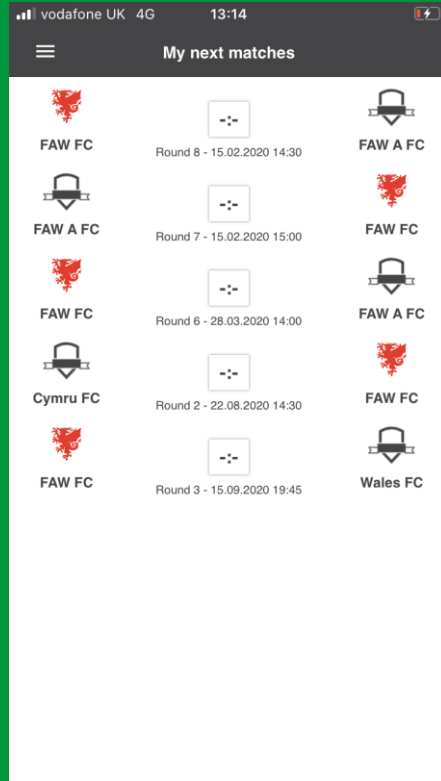 vodafone UK 4G 13:14
My next matches
FAW FC -:- FAW A FC
Round 8 - 15.02.2020 14:30
FAW A FC -:- FAW FC
Round 7 - 15.02.2020 15:00
FAW FC -:- FAW A FC
Round 6 - 28.03.2020 14:00
Cymru FC -:- FAW FC
Round 2 - 22.08.2020 14:30
FAW FC -:- Wales FC
Round 3 - 15.09.2020 19:45